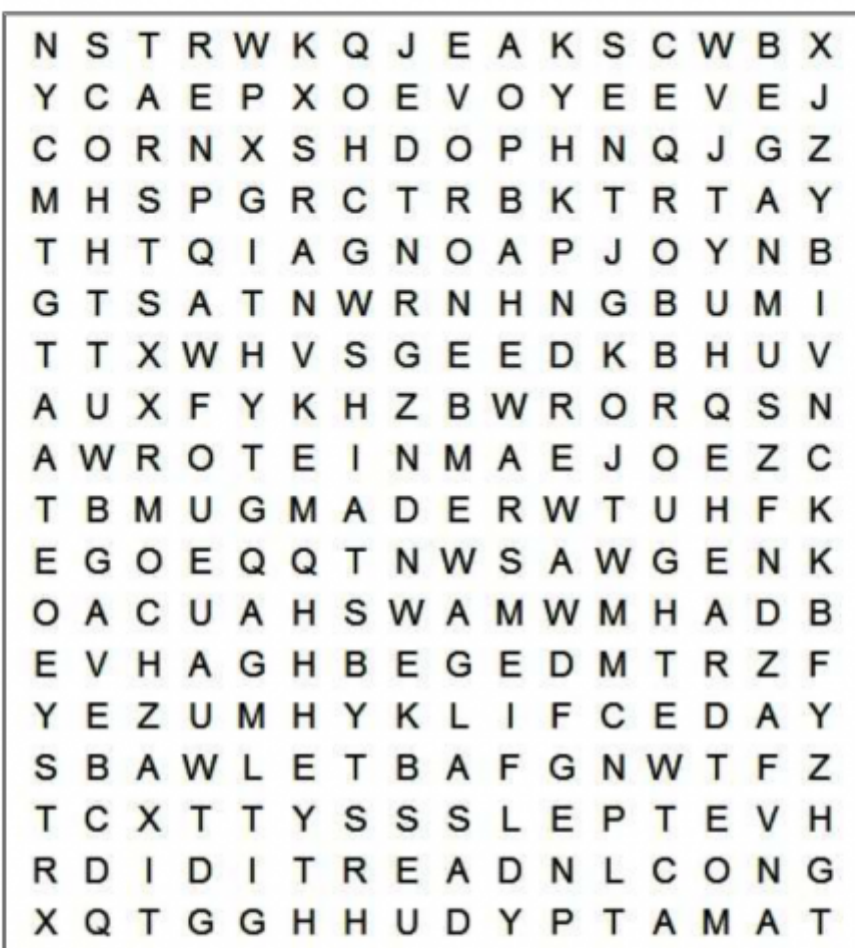 N S T R W K Q J E A K S C W B X
Y C A E P X O E V O Y E E V E J
C O R N X S H D O P H N Q J G Z
M H S P G R C T R B K T R T A Y
T H T Q I A G N O A P J O Y N B
G T S A T N W R N H N G B U M I
T T X W H V S G E E D K B H U V
A U X F Y K H Z B W R O R Q S N
A W R O T E I N M A E J O E Z C
T B M U G M A D E R W T U H F K
E G O E Q Q T N W S A W G E N K
O A C U A H S W A M W M H A D B
E V H A G H B E G E D M T R Z F
Y E Z U M H Y K L I F C E D A Y
S B A W L E T B A F G N W T F Z
T C X T T Y S S S L E P T E V H
R D I D I T R E A D N L C O N G
X Q T G G H H U D Y P T A M A T